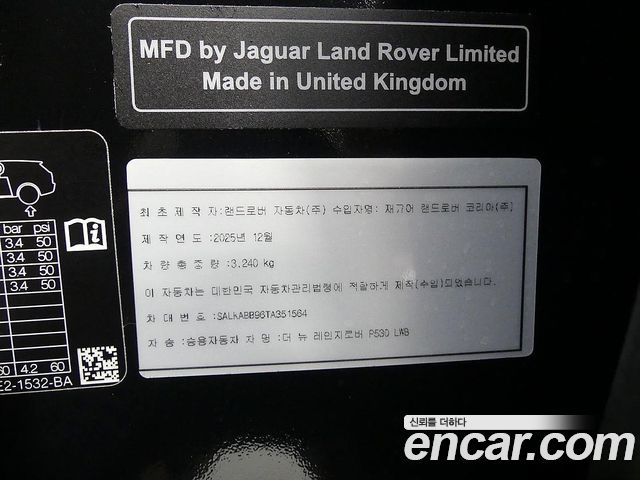 MFD by Jaguar Land Rover Limited
Made in United Kingdom
최초 제작 자:랜드로버 자동차(주) 수입자명: 재규어 랜드로버 코리아(주)
제 작 연 도 :2025년 12월
차 량 총 중 량 :3,240 kg
이 자동차는 대한민국 자동차관리법령에 적합하게 제작(수입)되었습니다.
차 대 번 호 :SALKABB96TA351564
차 종 :승용자동차 차 명 :더 뉴 레인지로버 P530 LWB
bar psi
3.4 50
3.4 50
3.4 50
3.4 50
60 4.2 60
E2-1532-BA
신뢰를 더하다
encar.com